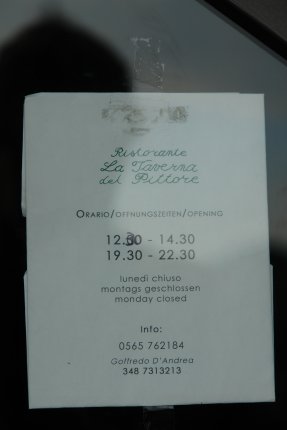 Ristorante
La Taverna
del Pittore
ORARIO/ÖFFNUNGSZEITEN/OPENING
12.30 - 14.30
19.30 - 22.30
lunedì chiuso
montags geschlossen
monday closed
Info:
0565 762184
Goffredo D'Andrea
348 7313213